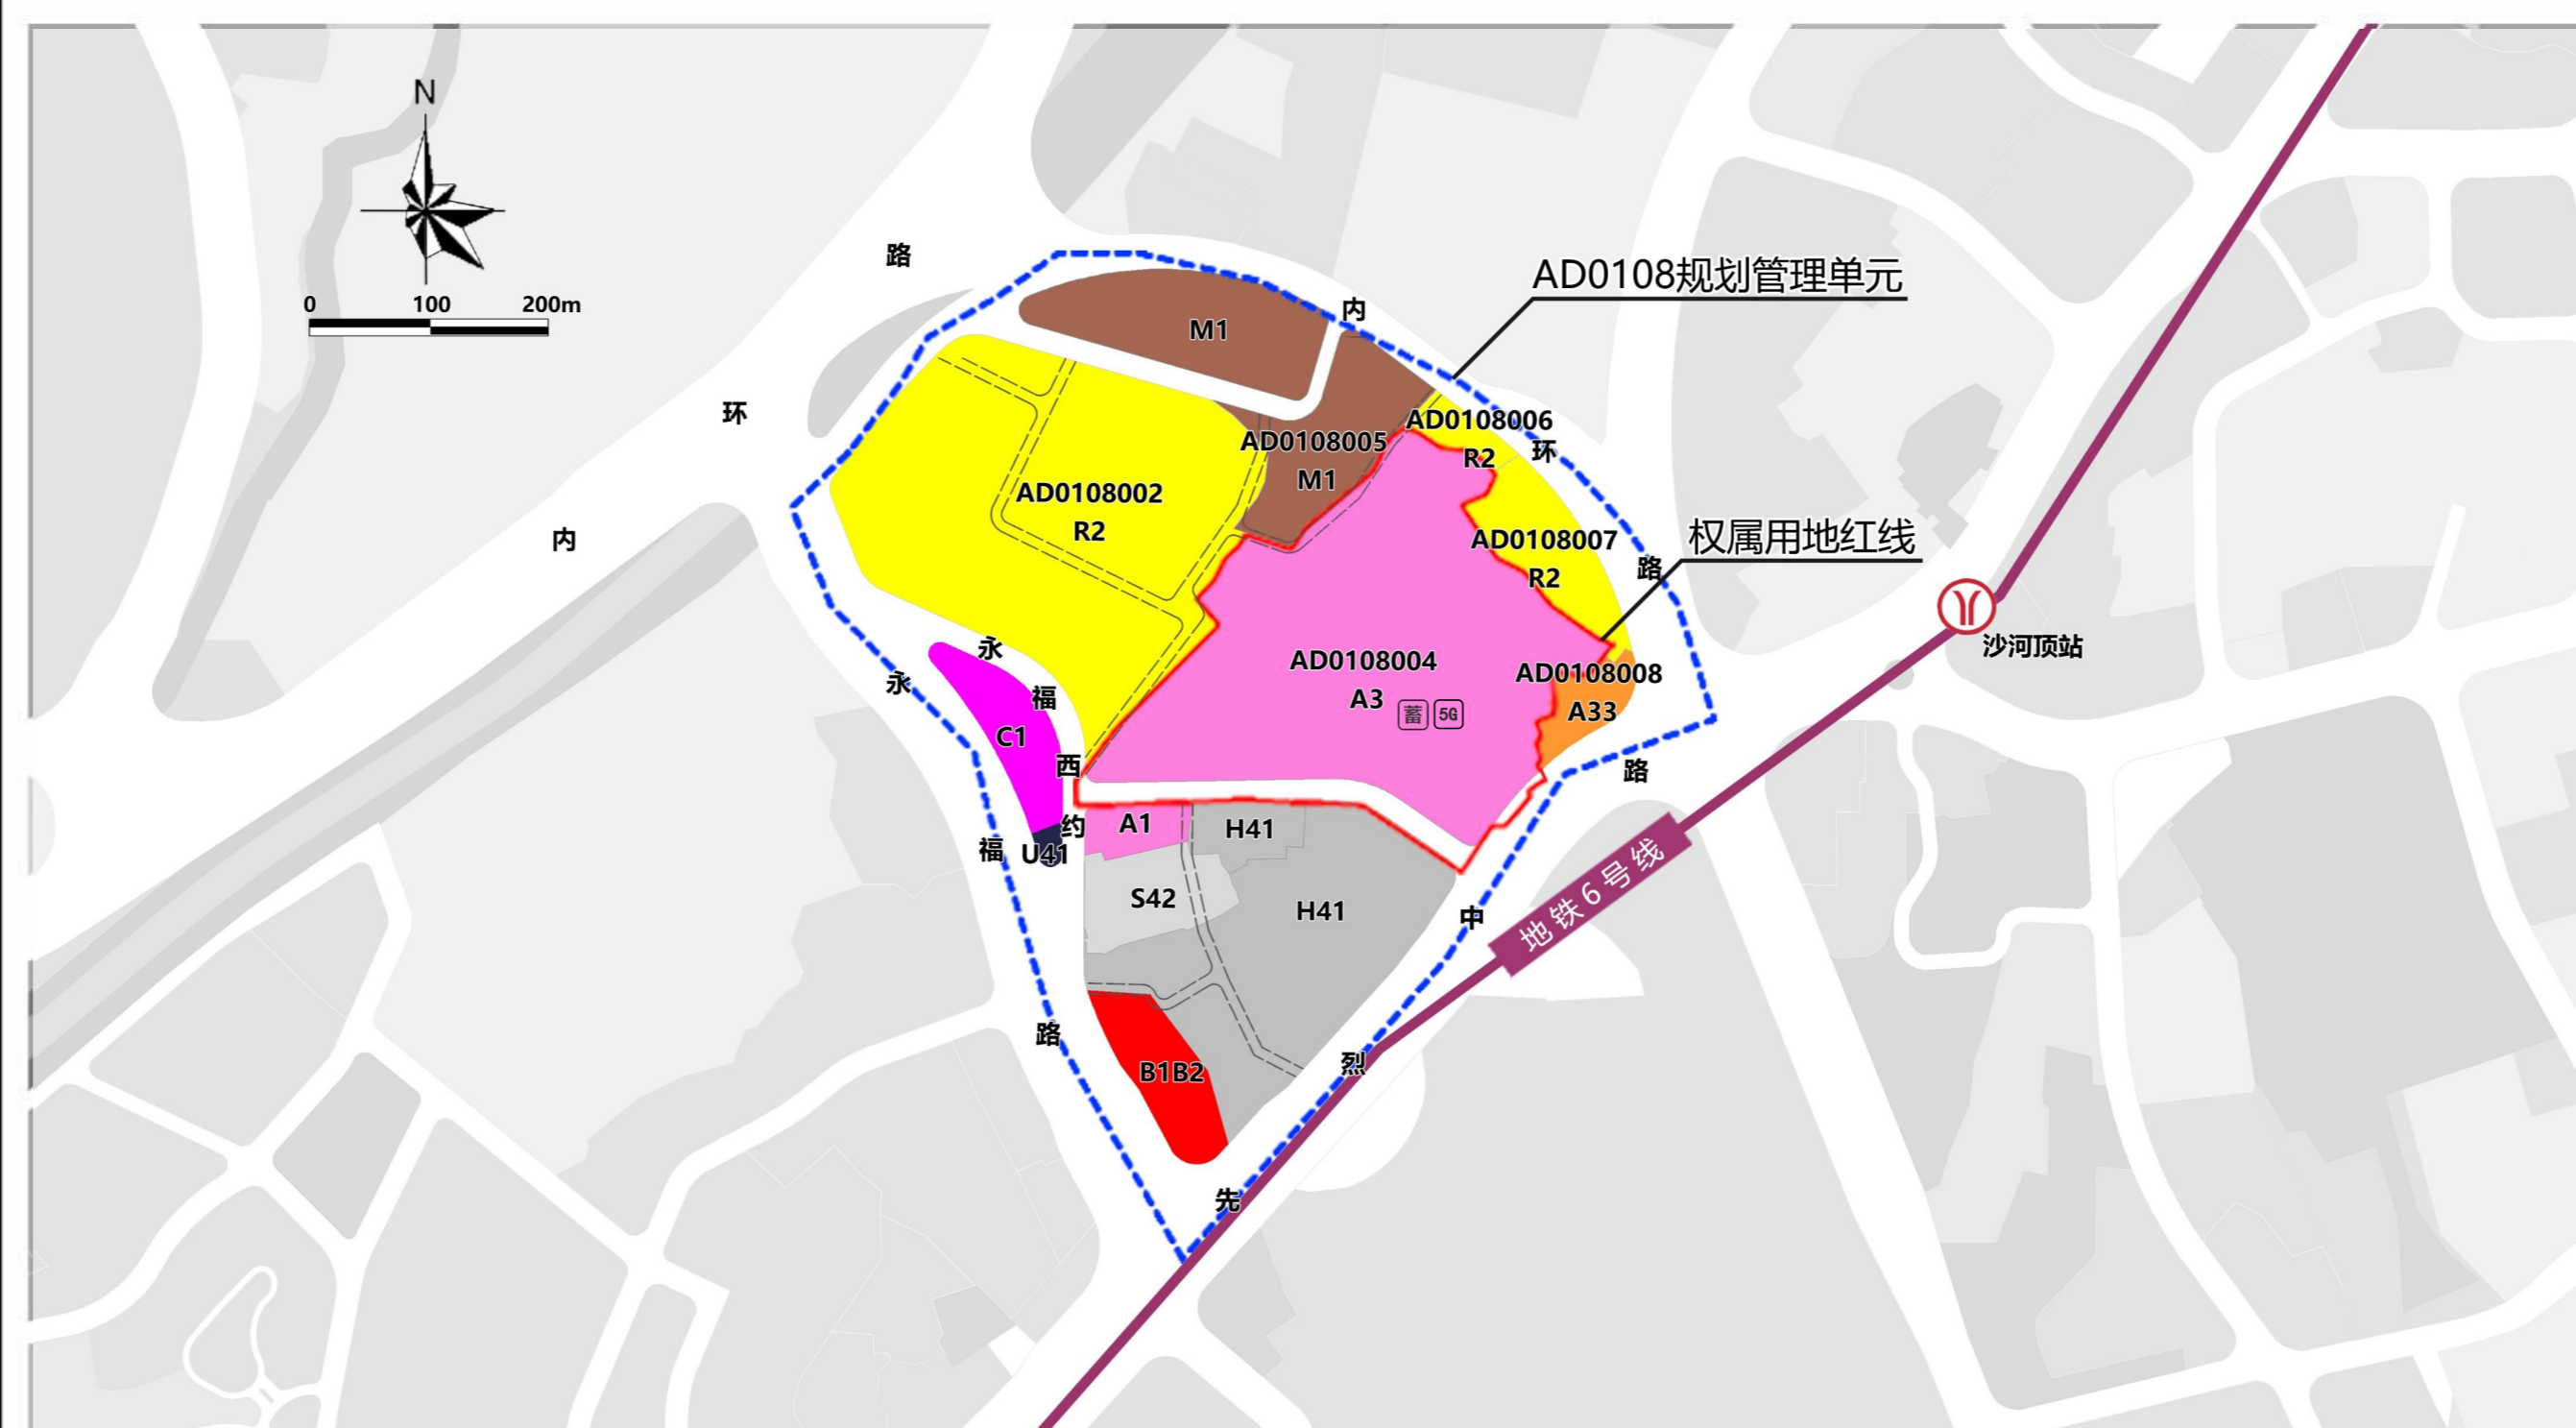 N
0 100 200m
路
环
内
AD0108规划管理单元
内
环
路
权属用地红线
M1
AD0108006
R2
AD0108005
M1
AD0108002
R2
AD0108007
R2
AD0108004
A3 蓄 5G
AD0108008
A33
沙河顶站
永
福
西
约
永
福
路
C1
U41
A1
H41
S42
H41
B1B2
路
中
烈
先
地铁6号线